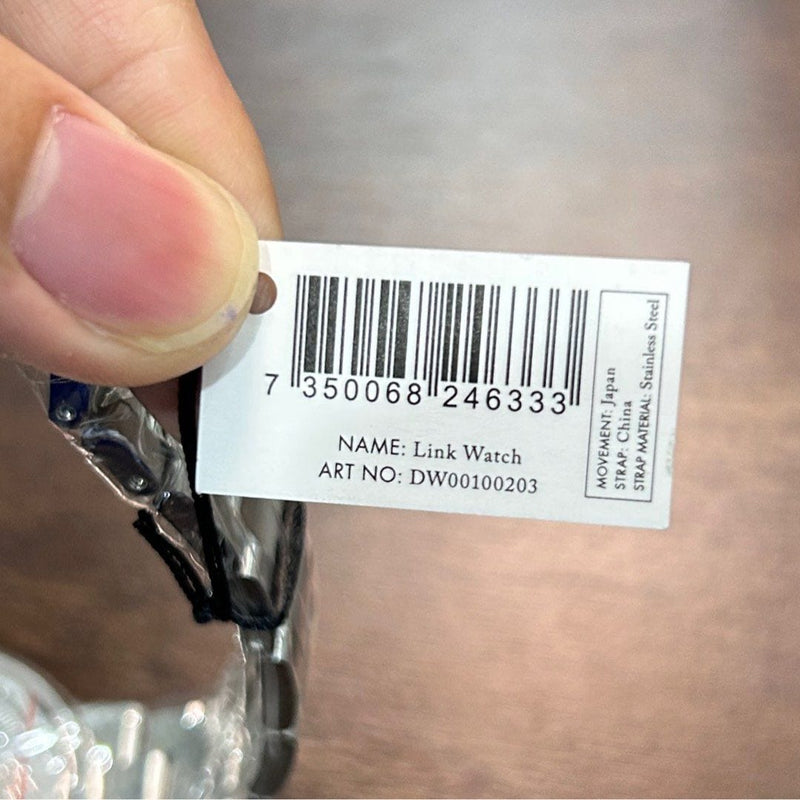 7 350068 246333
NAME: Link Watch
ART NO: DW00100203
MOVEMENT: Japan
STRAP: China
STRAP MATERIAL: Stainless Steel